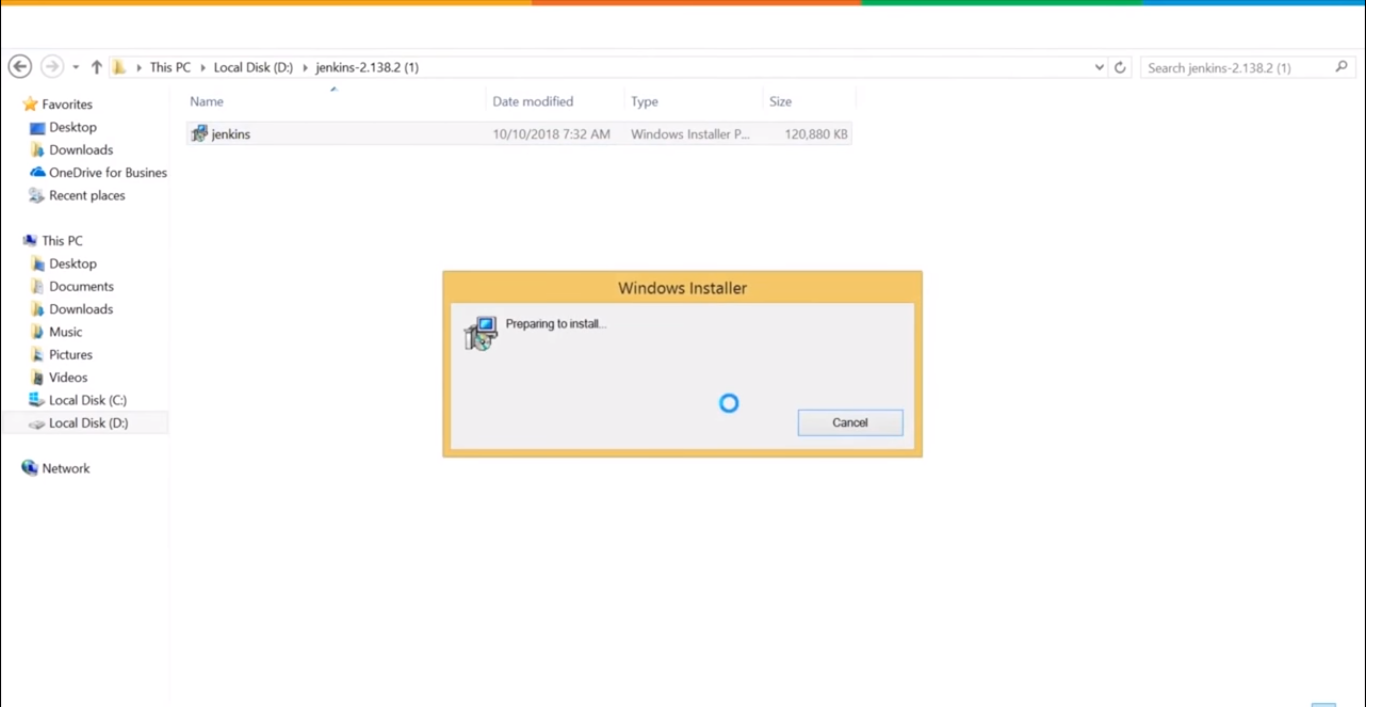 This PC Local Disk (D:) jenkins-2.138.2 (1)
Search jenkins-2.138.2 (1)
Favorites
Desktop
Downloads
OneDrive for Busines
Recent places
This PC
Desktop
Documents
Downloads
Music
Pictures
Videos
Local Disk (C:)
Local Disk (D:)
Network
Name Date modified Type Size
jenkins 10/10/2018 7:32 AM Windows Installer P... 120,880 KB
Windows Installer
Preparing to install...
Cancel